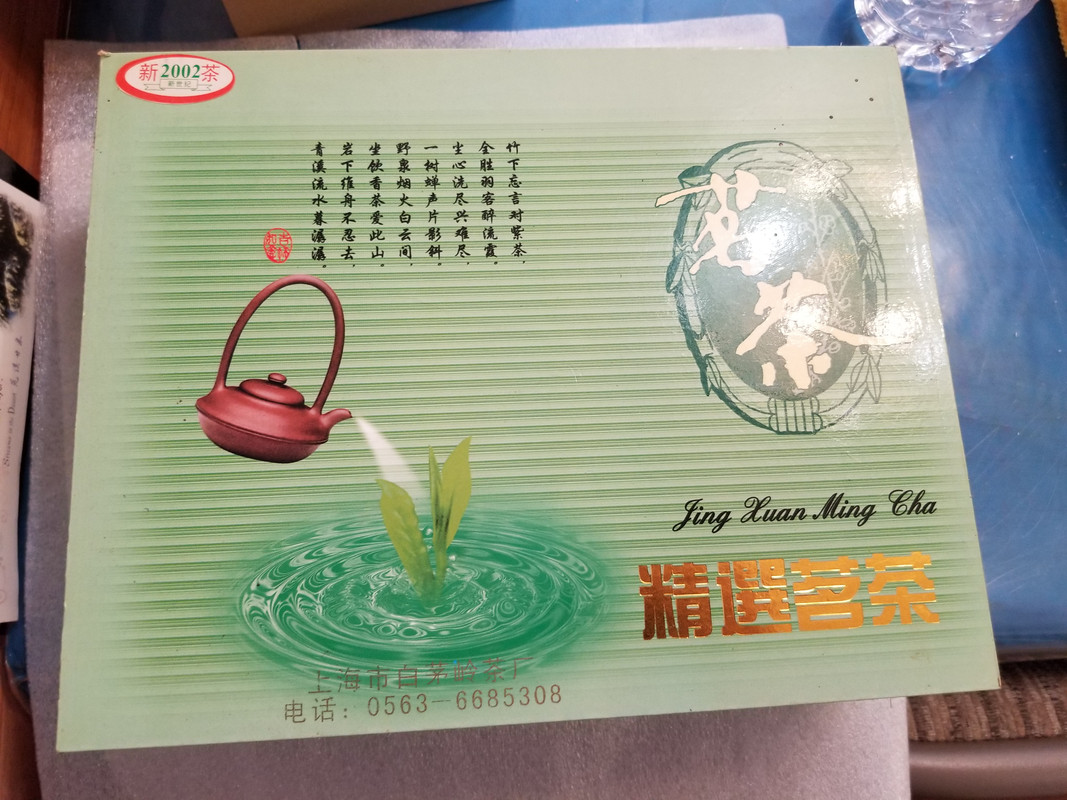 新2002茶
新世纪
竹下忘言对紫茶，
全胜羽客醉流霞。
尘心洗尽兴难尽，
一树蝉声片影斜。
野泉烟火白云间，
坐饮香茶爱此山。
岩下维舟不忍去，
青溪流水暮潺潺。
茗茶
Jing Xuan Ming Cha
精選茗茶
上海市白茅岭茶厂
电话：0563—6685308